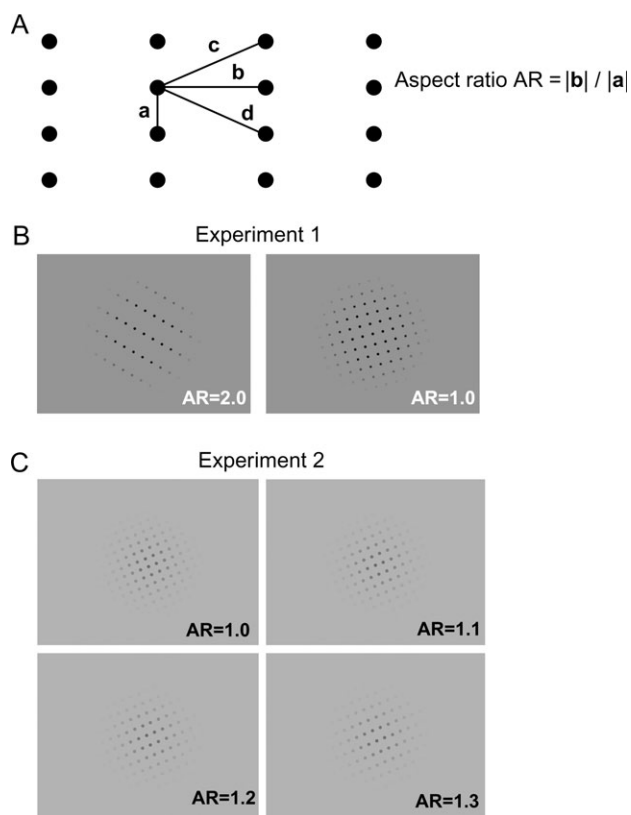 A
c
b
a
d
Aspect ratio AR = |b| / |a|
B
Experiment 1
AR=2.0
AR=1.0
C
Experiment 2
AR=1.0
AR=1.1
AR=1.2
AR=1.3